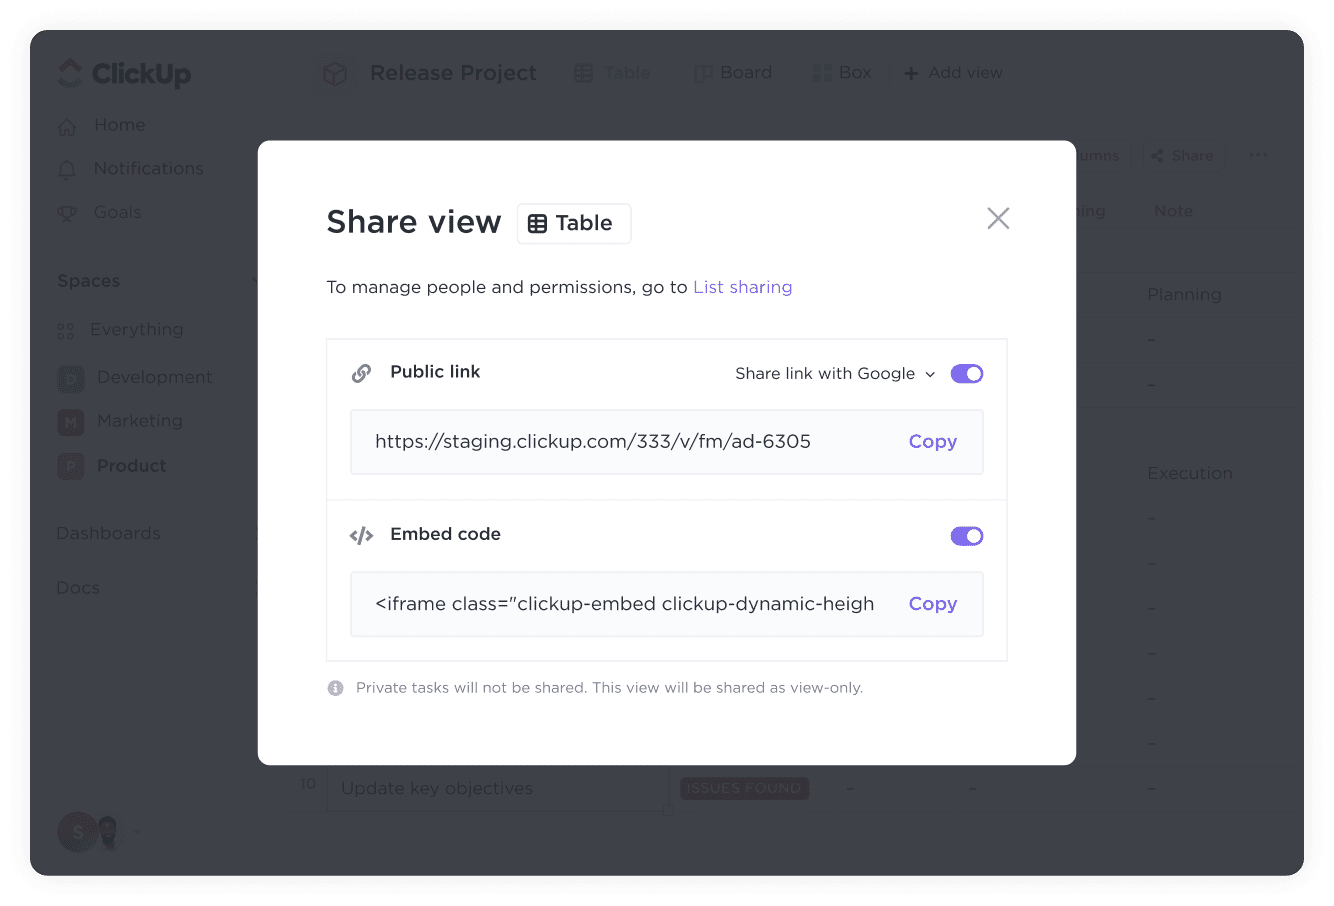 ClickUp
Release Project
Table
Board
Box
+ Add view
Home
Notifications
Goals
Share
Note
Spaces
Everything
Planning
D Development
M Marketing
P Product
Execution
Dashboards
Docs
Share view
Table
To manage people and permissions, go to List sharing
Public link
Share link with Google
https://staging.clickup.com/333/v/fm/ad-6305
Copy
Embed code
<iframe class="clickup-embed clickup-dynamic-heigh
Copy
Private tasks will not be shared. This view will be shared as view-only.
10
Update key objectives
ISSUES FOUND
–
–
–
S